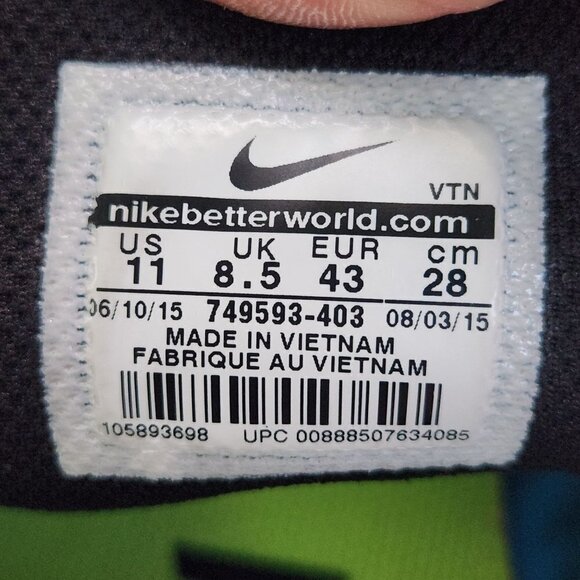 VTN
nikebetterworld.com
US UK EUR cm
11 8.5 43 28
06/10/15 749593-403 08/03/15
MADE IN VIETNAM
FABRIQUE AU VIETNAM
105893698 UPC 00888507634085